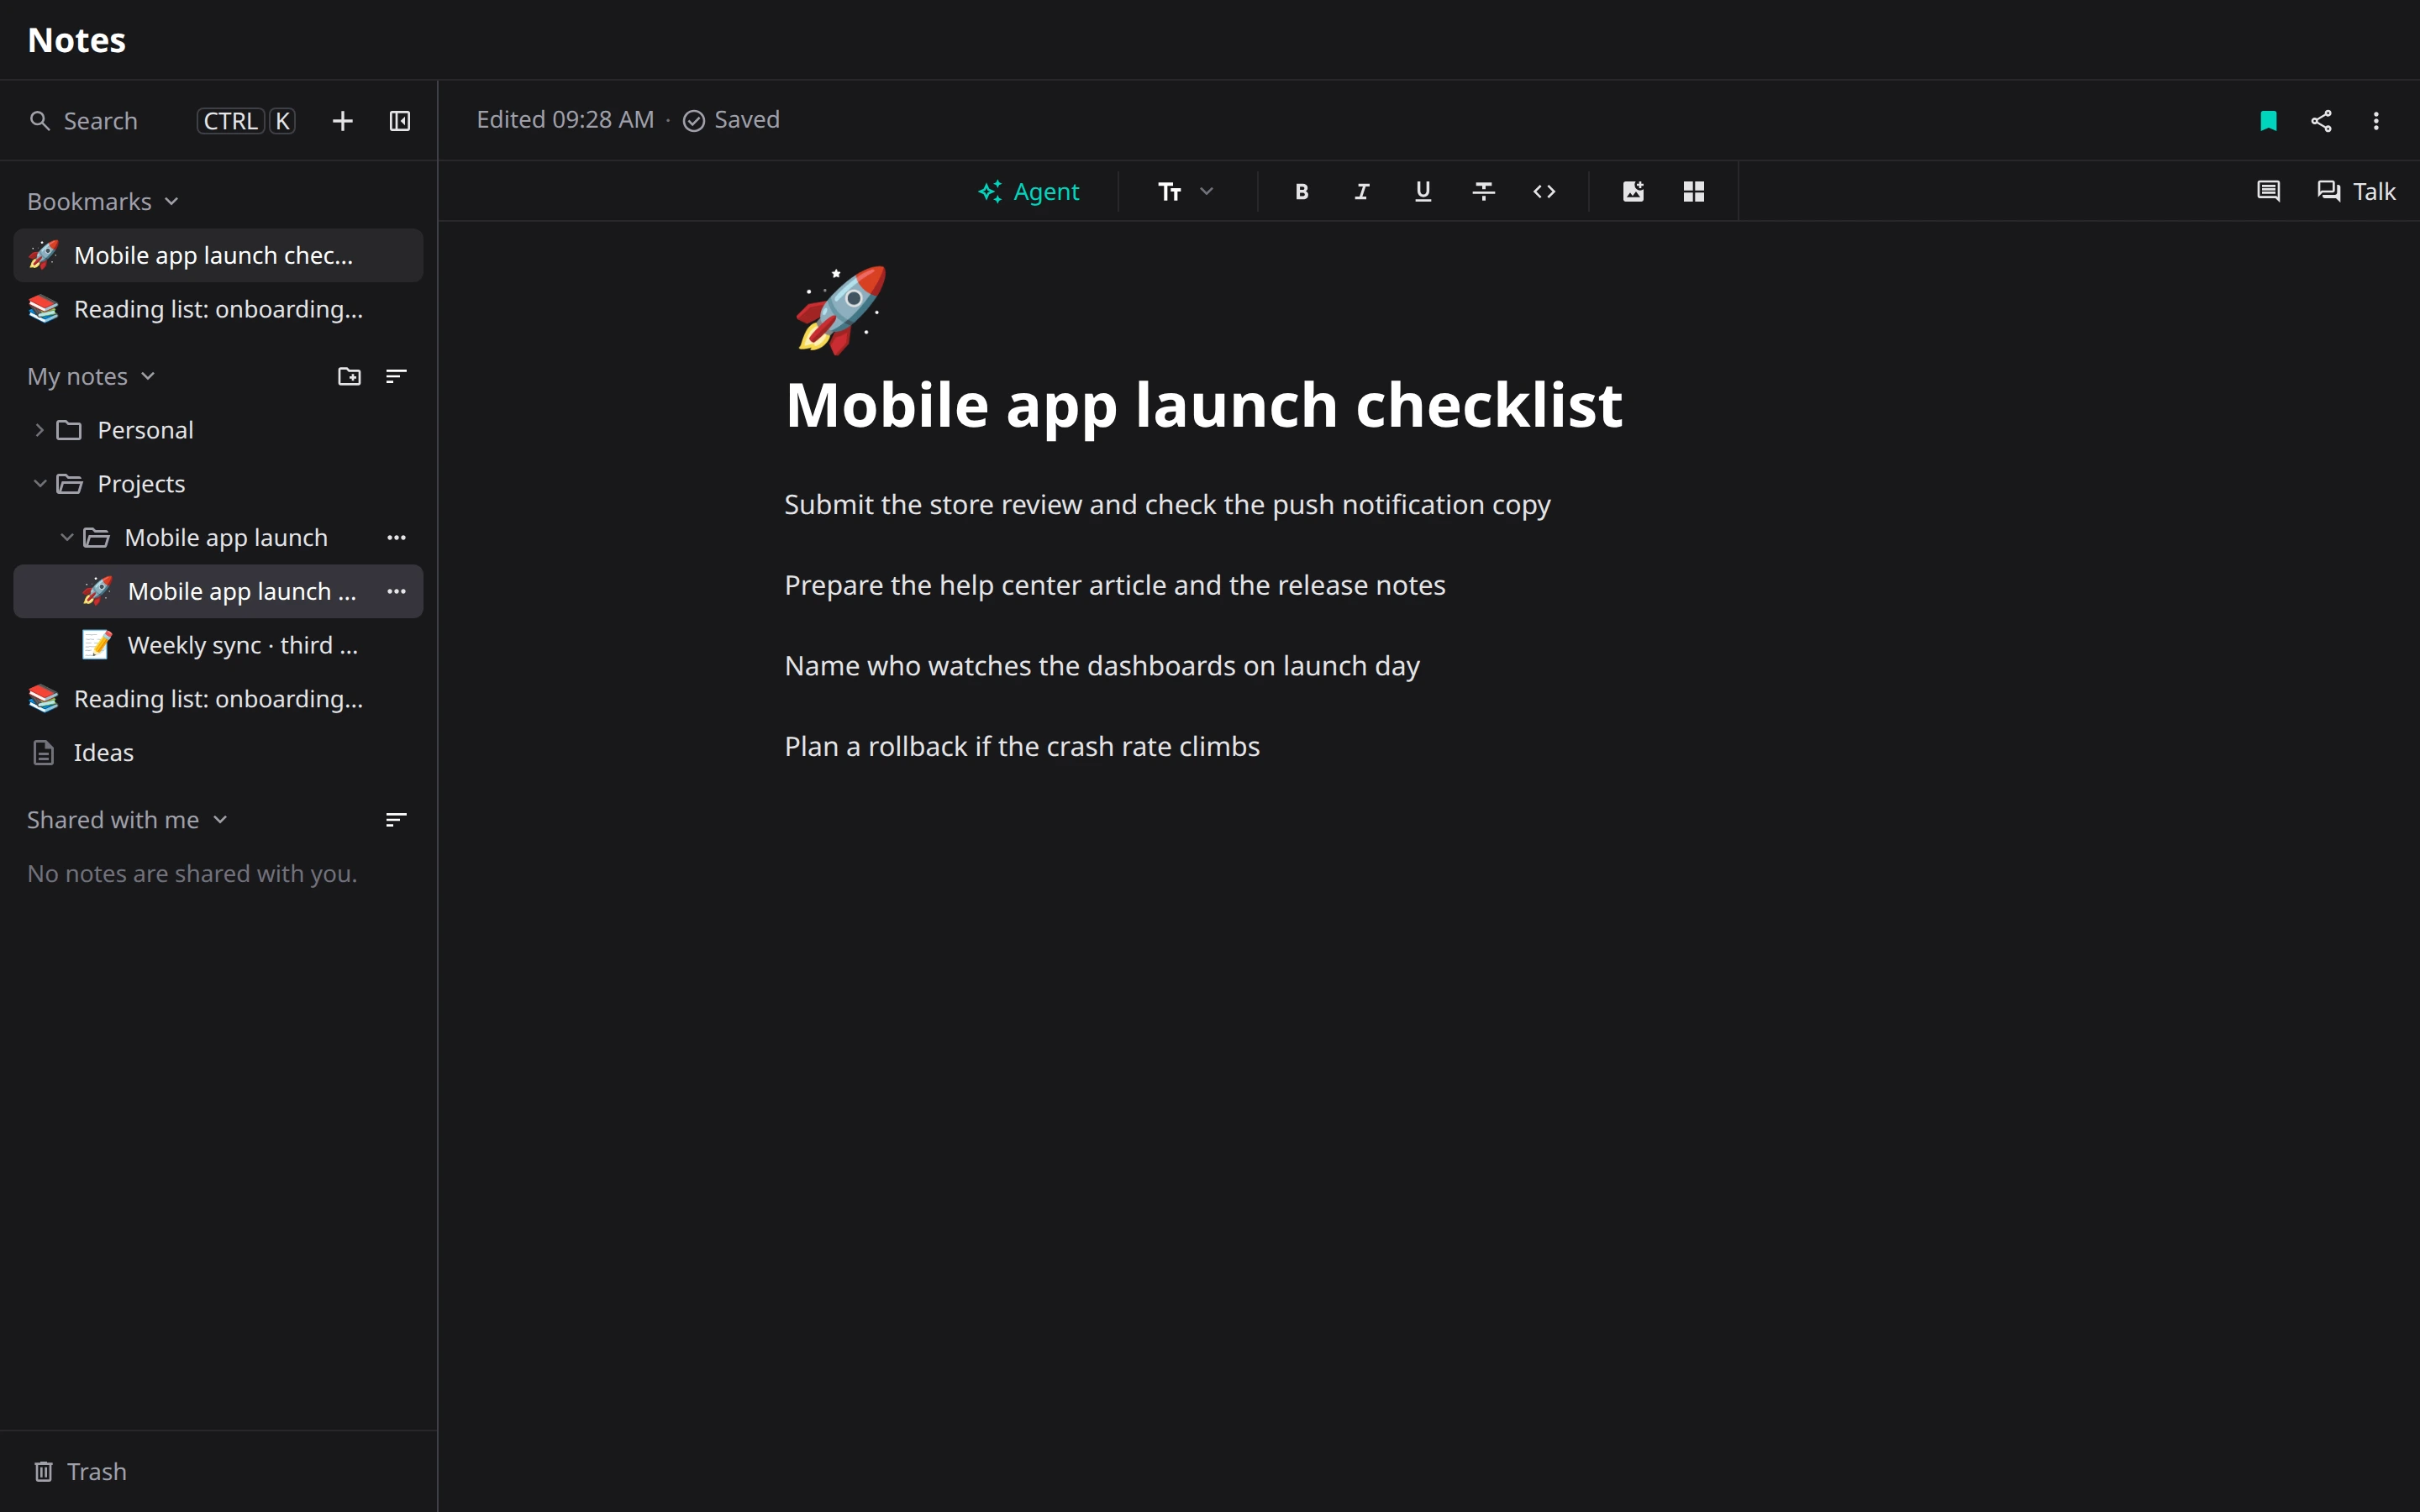 Notes
Search CTRL K
Edited 09:28 AM · Saved
Agent
Talk
Bookmarks
Mobile app launch chec...
Reading list: onboarding...
My notes
Personal
Projects
Mobile app launch
Mobile app launch ...
Weekly sync · third ...
Reading list: onboarding...
Ideas
Shared with me
No notes are shared with you.
Trash
Mobile app launch checklist
Submit the store review and check the push notification copy
Prepare the help center article and the release notes
Name who watches the dashboards on launch day
Plan a rollback if the crash rate climbs